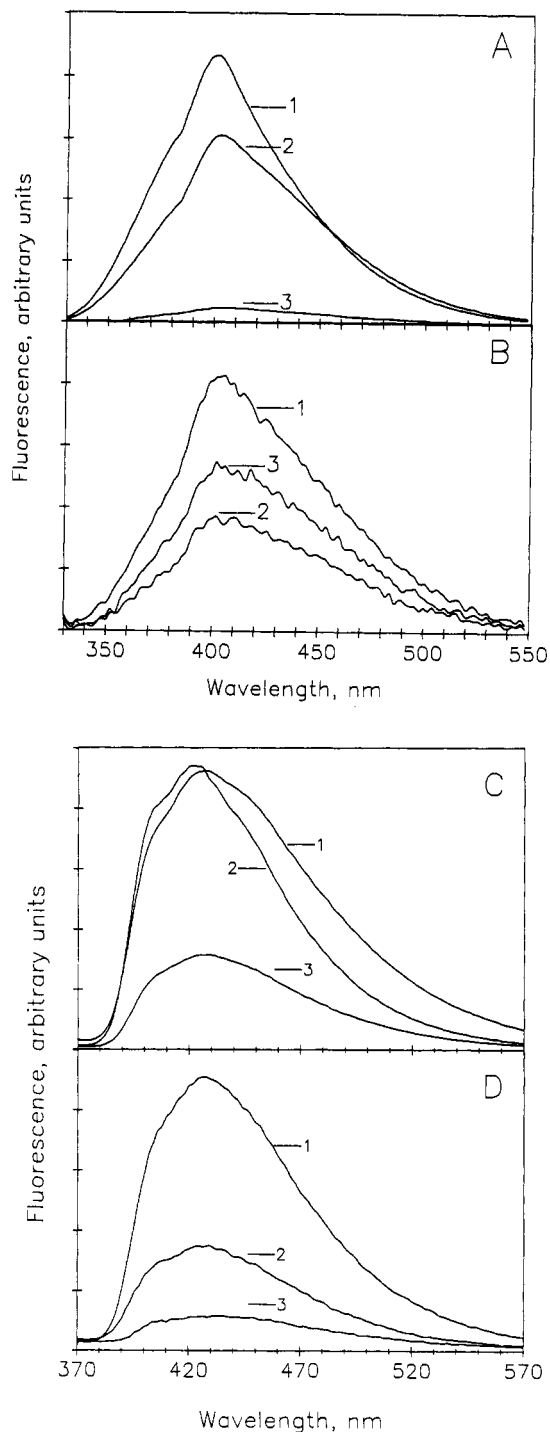 A
1
2
3
B
1
3
2
Fluorescence, arbitrary units
350 400 450 500 550
Wavelength, nm
C
1
2
3
D
1
2
3
Fluorescence, arbitrary units
370 420 470 520 570
Wavelength, nm